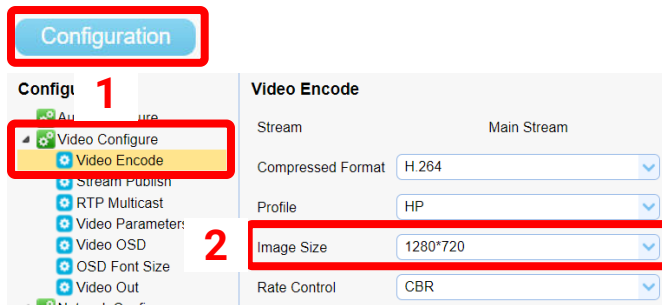 Configuration
1
Video Encode
Stream Main Stream
Video Configure
Video Encode
Compressed Format H.264
Stream Publish
RTP Multicast
Profile HP
Video Parameters
2
Video OSD
Image Size 1280*720
OSD Font Size
Video Out
Rate Control CBR